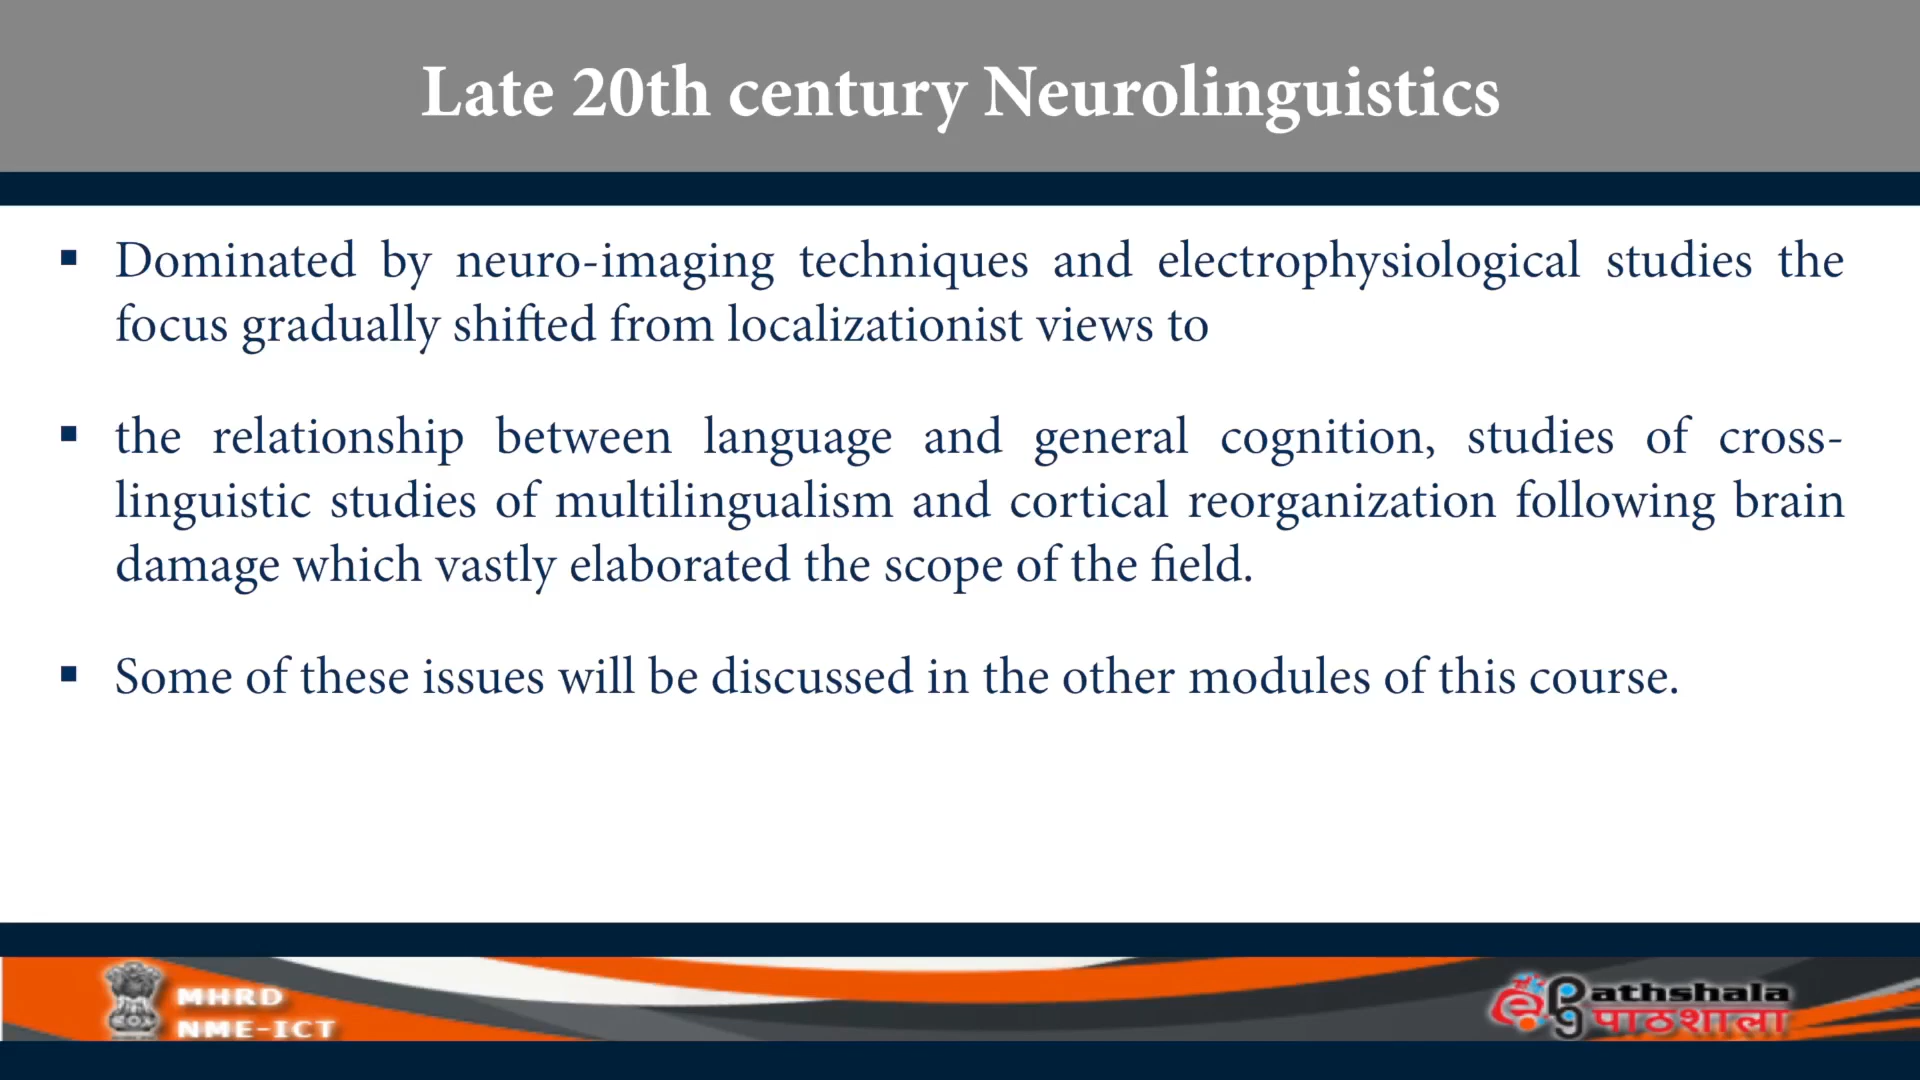 Late 20th century Neurolinguistics
▪ Dominated by neuro-imaging techniques and electrophysiological studies the
focus gradually shifted from localizationist views to
▪ the relationship between language and general cognition, studies of cross-
linguistic studies of multilingualism and cortical reorganization following brain
damage which vastly elaborated the scope of the field.
▪ Some of these issues will be discussed in the other modules of this course.
MHRD
NME-ICT
e pg athshala
पाठशाला